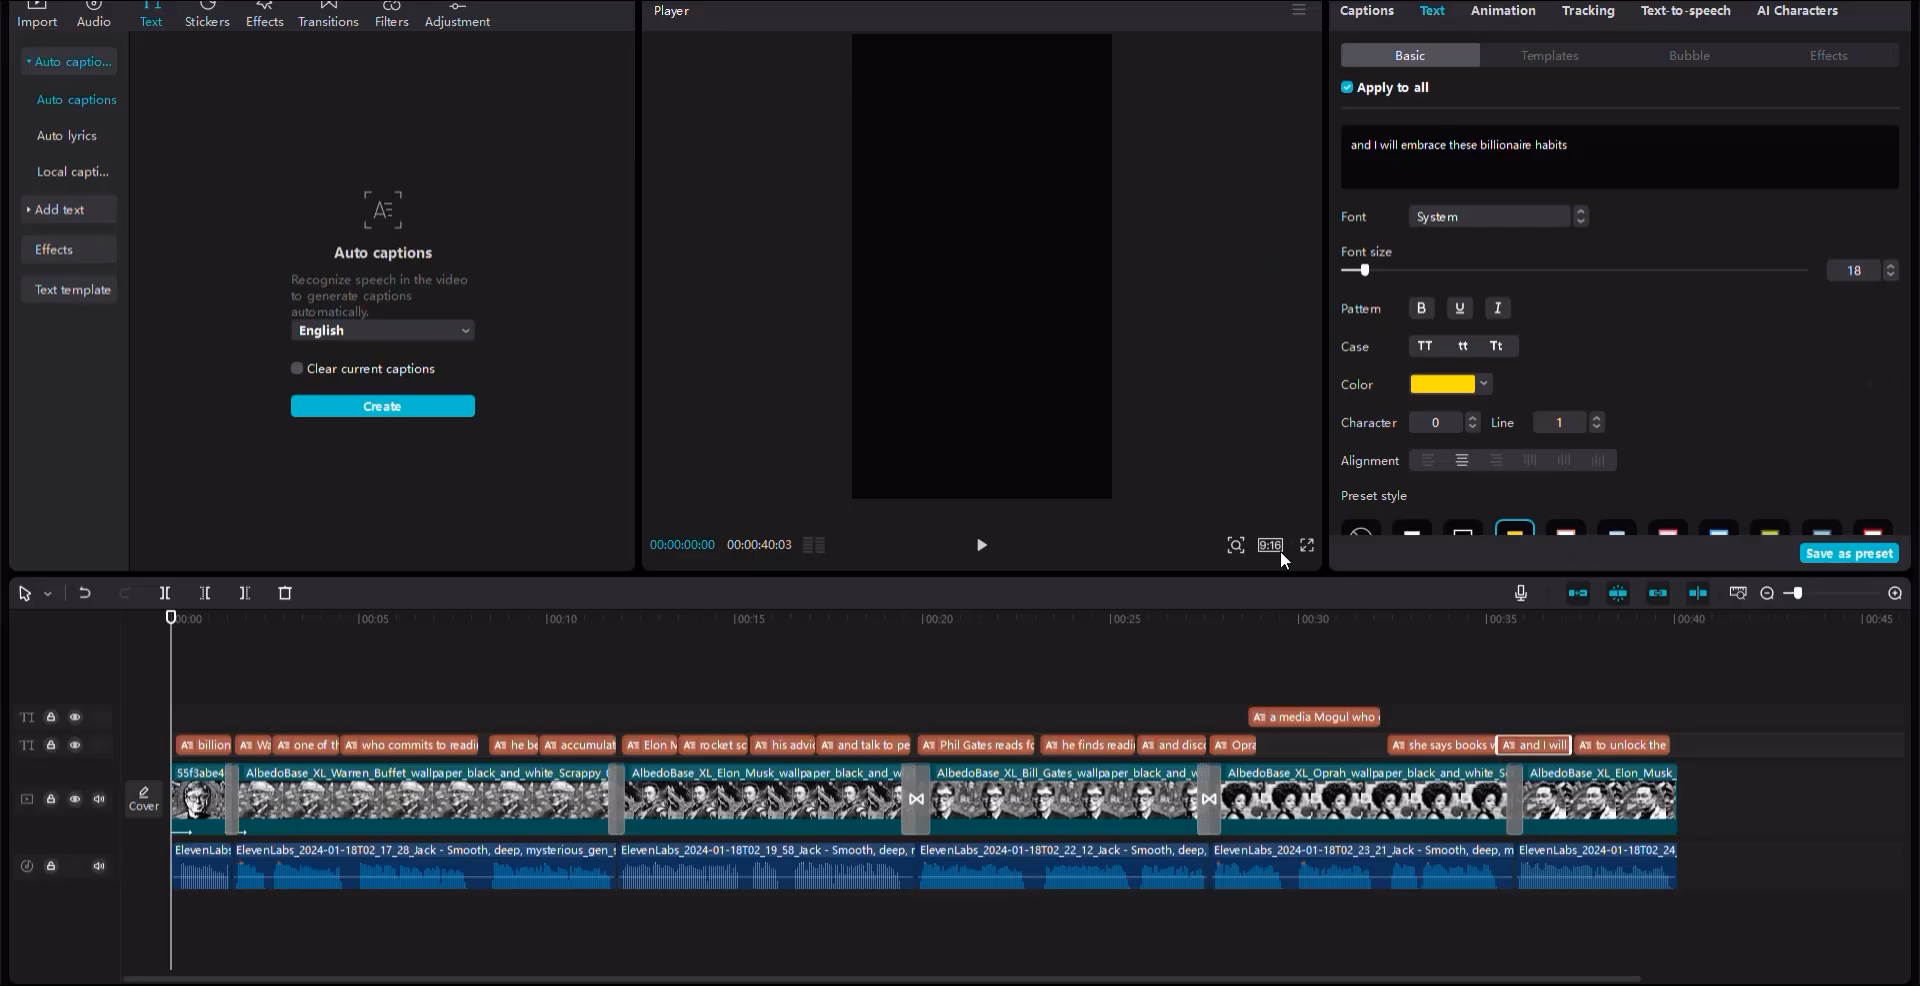 Import Audio Text Stickers Effects Transitions Filters Adjustment
Auto captio...
Auto captions
Auto lyrics
Local capti...
Add text
Effects
Text template
Auto captions
Recognize speech in the video
to generate captions
automatically.
English
Clear current captions
Create
Player
00:00:00:00 00:00:40:03
9:16
Captions Text Animation Tracking Text-to-speech AI Characters
Basic Templates Bubble Effects
Apply to all
and I will embrace these billionaire habits
Font System
Font size
18
Pattern B U I
Case TT tt Tt
Color
Character 0 Line 1
Alignment
Preset style
Save as preset
00:00 00:05 00:10 00:15 00:20 00:25 00:30 00:35 00:40 00:45
a media Mogul who
billion Wa one of th who commits to readi he be accumulat Elon M rocket sc his advi and talk to pe Phil Gates reads fo he finds readi and disc Opra she says books w and I will to unlock the
Cover
55f3abe4 AlbedoBase_XL_Warren_Buffet_wallpaper_black_and_white_Scrappy_ AlbedoBase_XL_Elon_Musk_wallpaper_black_and_w AlbedoBase_XL_Bill_Gates_wallpaper_black_and_w AlbedoBase_XL_Oprah_wallpaper_black_and_white_S AlbedoBase_XL_Elon_Musk
ElevenLabs ElevenLabs_2024-01-18T02_17_28_Jack - Smooth, deep, mysterious_gen_s ElevenLabs_2024-01-18T02_19_58_Jack - Smooth, deep, ElevenLabs_2024-01-18T02_22_12_Jack - Smooth, deep, ElevenLabs_2024-01-18T02_23_21_Jack - Smooth, deep, m ElevenLabs_2024-01-18T02_24_